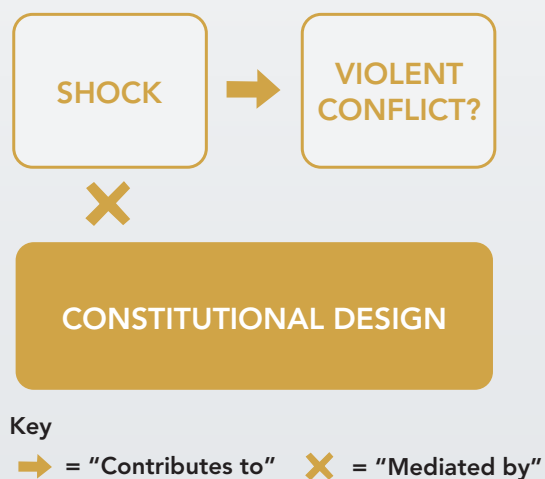 SHOCK
VIOLENT
CONFLICT?
CONSTITUTIONAL DESIGN
Key
= “Contributes to”
= “Mediated by”